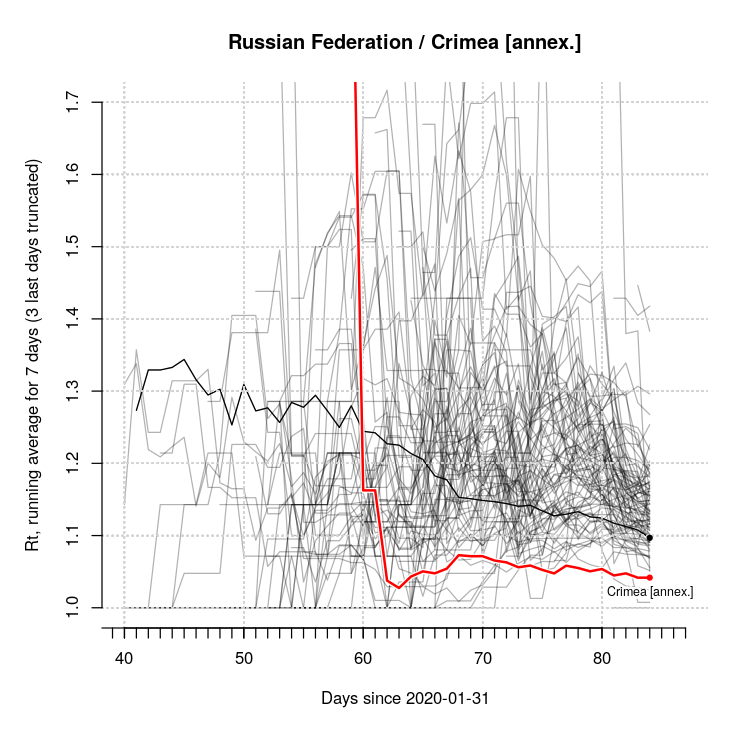 Russian Federation / Crimea [annex.]
Rt, running average for 7 days (3 last days truncated)
1.7
1.6
1.5
1.4
1.3
1.2
1.1
1.0
Crimea [annex.]
40 50 60 70 80
Days since 2020-01-31